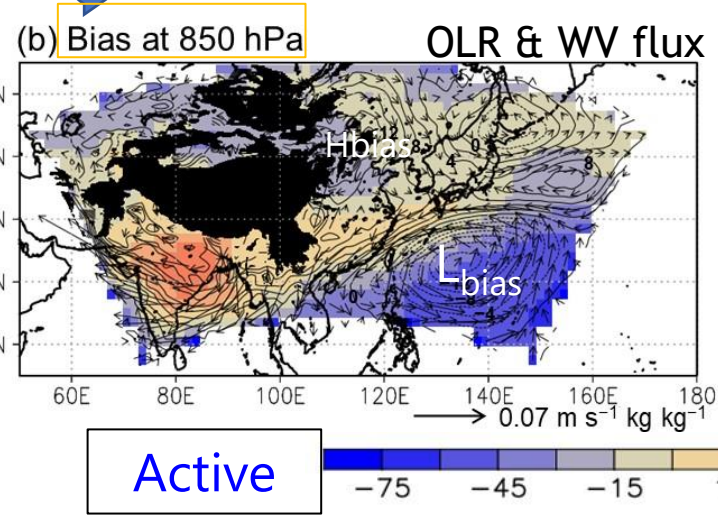 (b) Bias at 850 hPa OLR & WV flux
N
12
Hbias 8
0
4
8
N
N
L bias
0
4
N
60E 80E 100E 120E 140E 160E 180
0.07 m s⁻¹ kg kg⁻¹
Active
−75 −45 −15